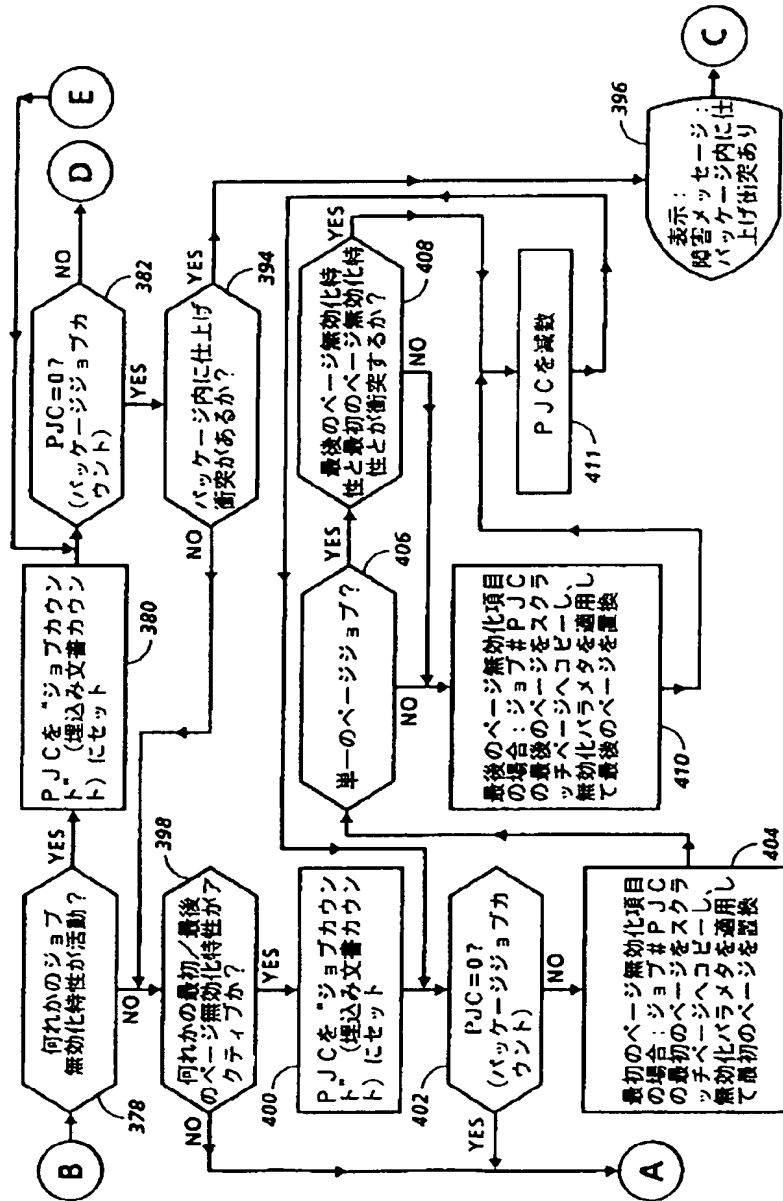 B
何れかのジョブ
無効化特性が活動？
378
YES
NO
PJCを“ジョブカウン
ト”（埋込み文書カウン
ト）にセット
380
PJC=0？
(パッケージジョブカ
ウント)
382
NO
YES
D
E
パッケージ内に仕上げ
衝突があるか？
394
NO
YES
何れかの最初／最後
のページ無効化特性がア
クティブか？
398
NO
YES
PJCを“ジョブカウン
ト”（埋込み文書カウン
ト）にセット
400
PJC=0？
(パッケージジョブカ
ウント)
402
YES
NO
A
最初のページ無効化項目
の場合：ジョブ＃PJC
の最初のページをスクラ
ッチページへコピーし、
無効化パラメタを適用し
て最初のページを置換
404
単一のページジョブ？
406
YES
NO
最後のページ無効化特
性と最初のページ無効化特
性とが衝突するか？
408
YES
NO
最後のページ無効化項目
の場合：ジョブ＃PJC
の最後のページをスクラ
ッチページへコピーし、
無効化パラメタを適用し
て最後のページを置換
410
PJCを減数
411
表示：
障害メッセージ：
パッケージ内に仕
上げ衝突あり
396
C